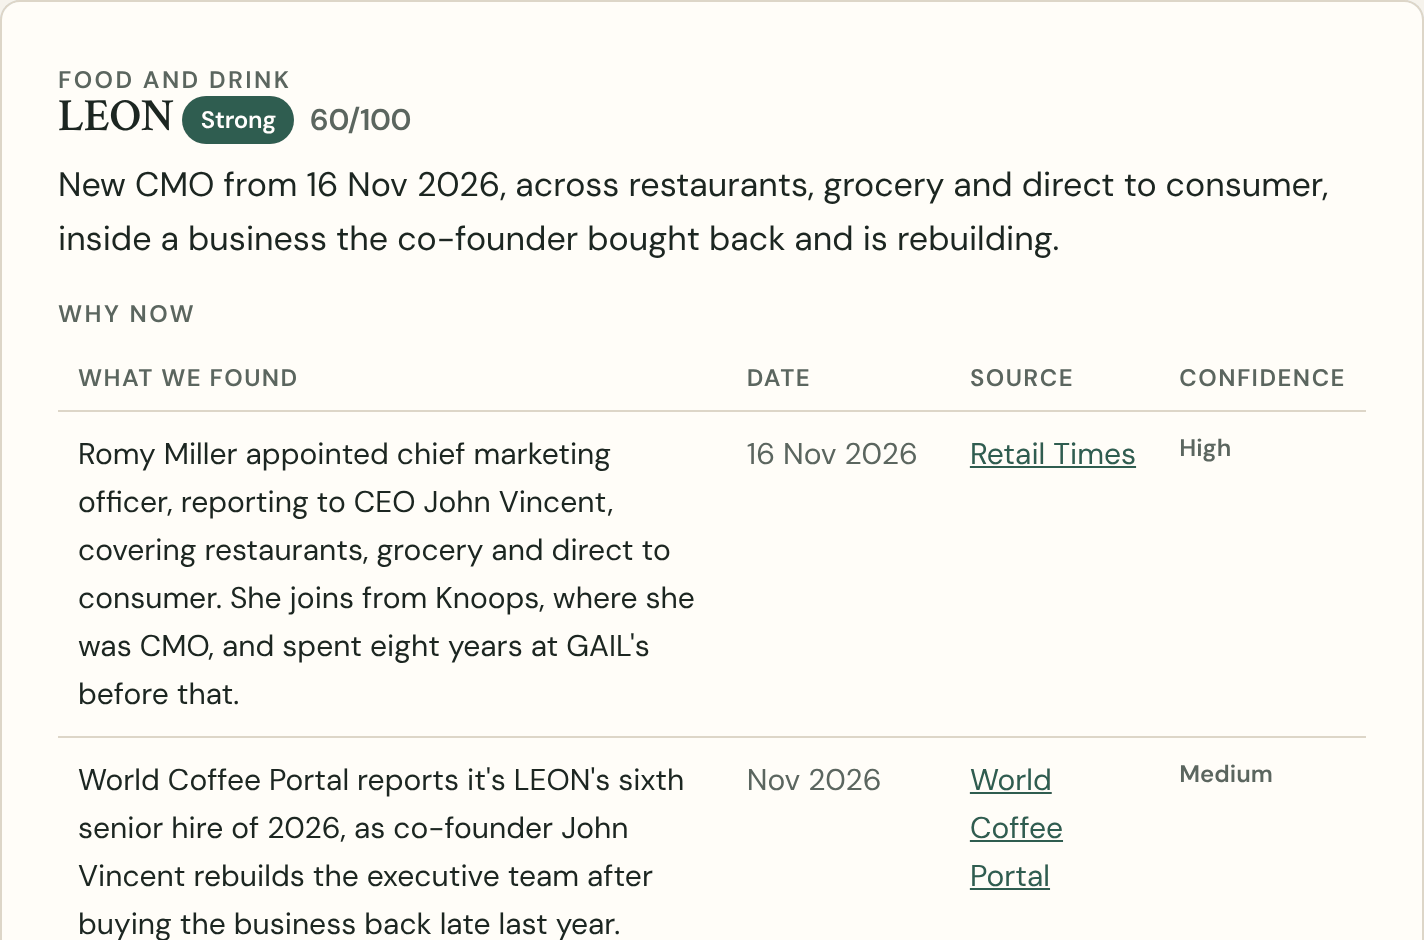 FOOD AND DRINK
LEON Strong 60/100
New CMO from 16 Nov 2026, across restaurants, grocery and direct to consumer,
inside a business the co-founder bought back and is rebuilding.
WHY NOW
WHAT WE FOUND DATE SOURCE CONFIDENCE
Romy Miller appointed chief marketing 16 Nov 2026 Retail Times High
officer, reporting to CEO John Vincent,
covering restaurants, grocery and direct to
consumer. She joins from Knoops, where she
was CMO, and spent eight years at GAIL's
before that.
World Coffee Portal reports it's LEON's sixth Nov 2026 World Medium
senior hire of 2026, as co-founder John Coffee
Vincent rebuilds the executive team after Portal
buying the business back late last year.